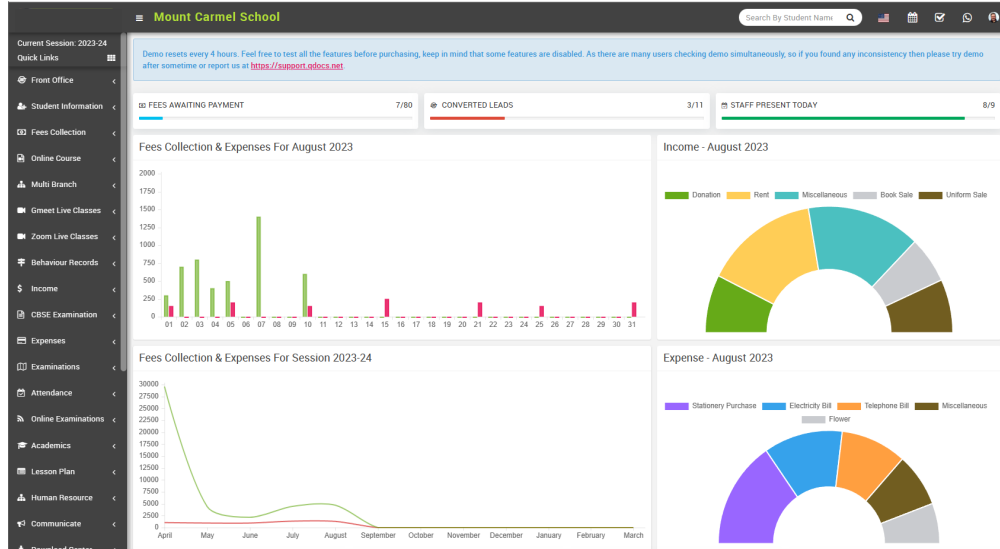 Mount Carmel School
Search By Student Name
Current Session: 2023-24
Quick Links
Front Office
Student Information
Fees Collection
Online Course
Multi Branch
Gmeet Live Classes
Zoom Live Classes
Behaviour Records
Income
CBSE Examination
Expenses
Examinations
Attendance
Online Examinations
Academics
Lesson Plan
Human Resource
Communicate
Download Center
Demo resets every 4 hours. Feel free to test all the features before purchasing, keep in mind that some features are disabled. As there are many users checking demo simultaneously, so if you found any inconsistency then please try demo
after sometime or report us at https://support.qdocs.net.
FEES AWAITING PAYMENT 7/80
CONVERTED LEADS 3/11
STAFF PRESENT TODAY 8/9
Fees Collection & Expenses For August 2023
2000
1750
1500
1250
1000
750
500
250
0
01 02 03 04 05 06 07 08 09 10 11 12 13 14 15 16 17 18 19 20 21 22 23 24 25 26 27 28 29 30 31
Income - August 2023
Donation Rent Miscellaneous Book Sale Uniform Sale
Fees Collection & Expenses For Session 2023-24
30000
27500
25000
22500
20000
17500
15000
12500
10000
7500
5000
2500
0
April May June July August September October November December January February March
Expense - August 2023
Stationery Purchase Electricity Bill Telephone Bill Miscellaneous
Flower